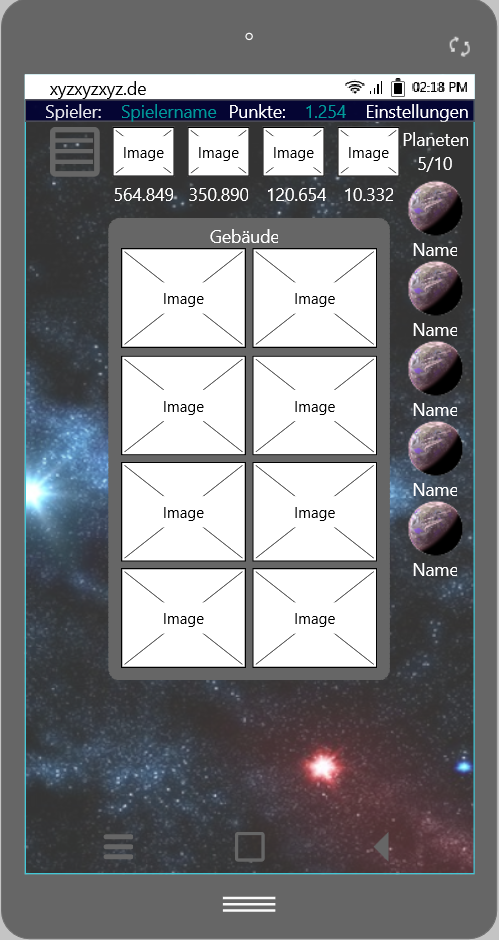 xyzxyzxyz.de 02:18 PM
Spieler: Spielername Punkte: 1.254 Einstellungen
Image Image Image Image Planeten
5/10
564.849 350.890 120.654 10.332
Gebäude
Name
Image Image
Name
Image Image
Name
Name
Image Image
Name
Image Image